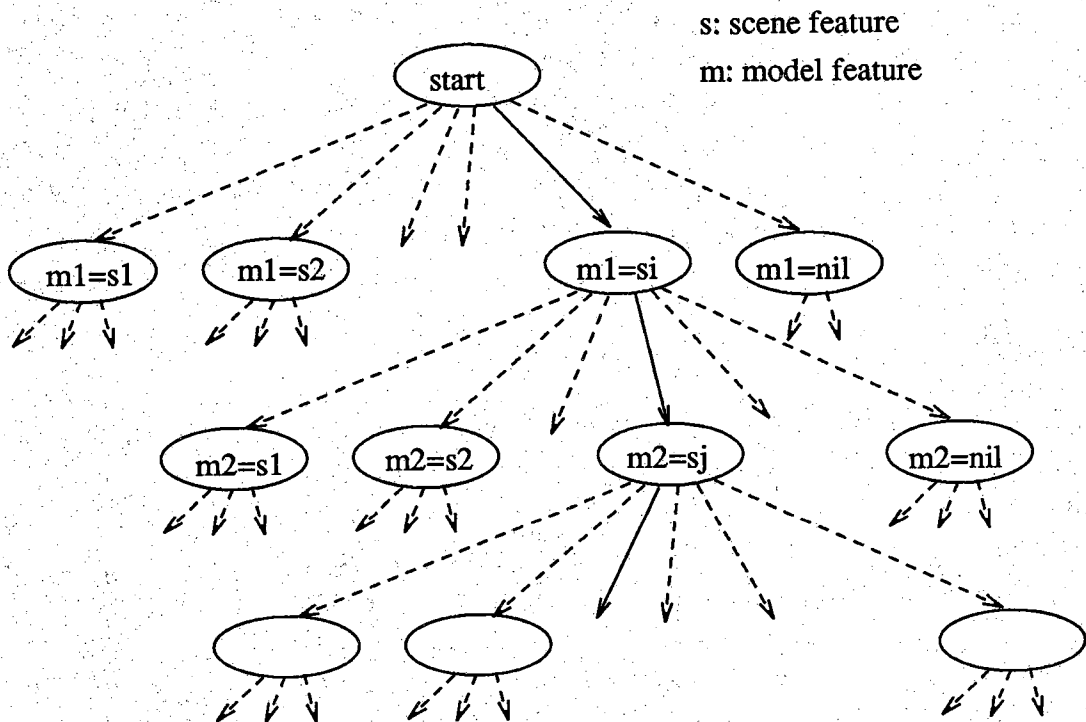 s: scene feature
m: model feature
start
m1=s1
m1=s2
m1=si
m1=nil
m2=s1
m2=s2
m2=sj
m2=nil